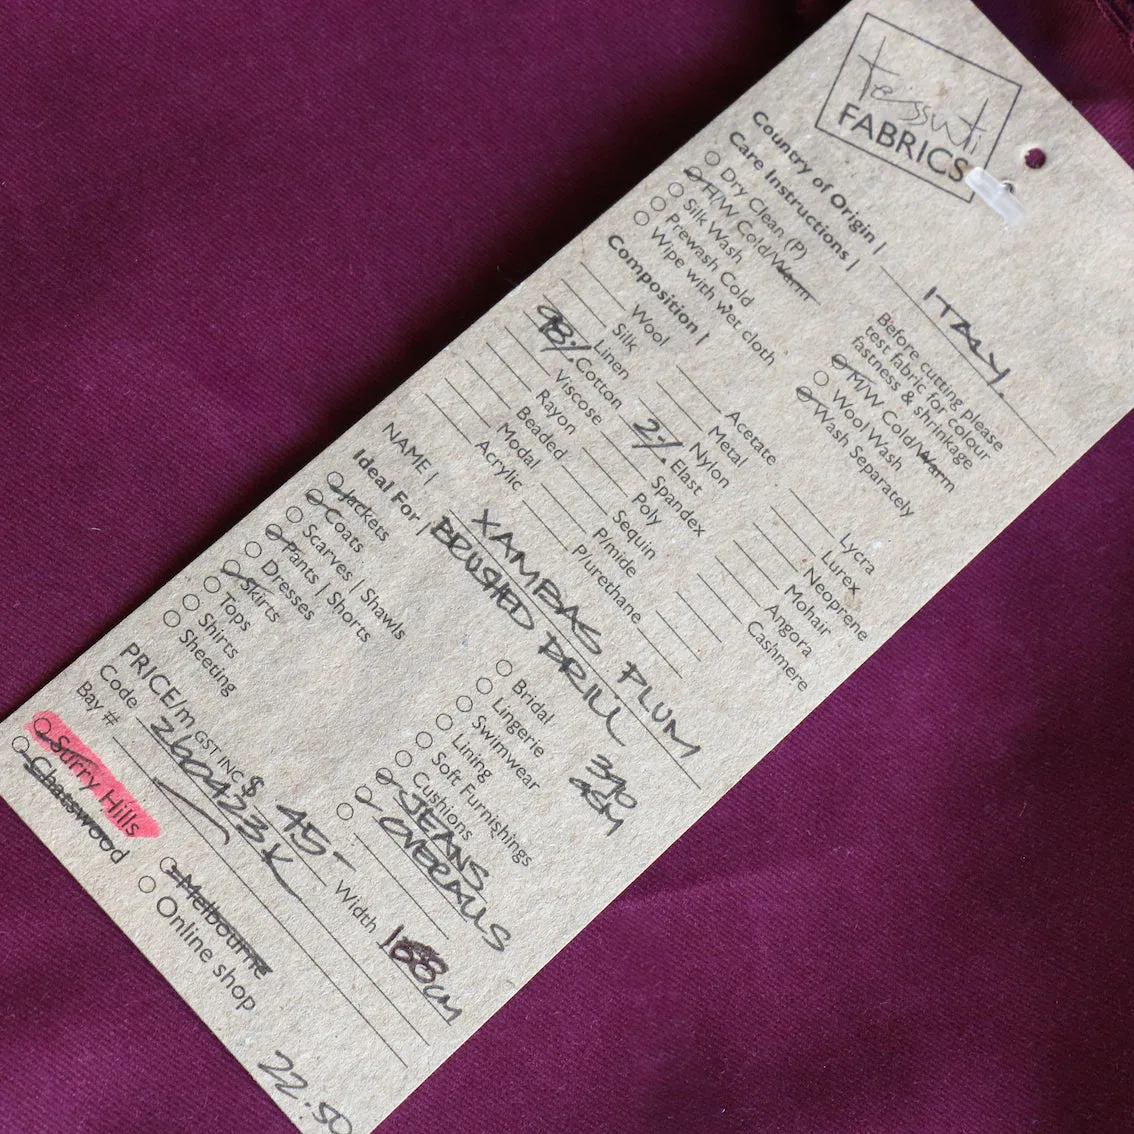 teissuti
FABRICS
Country of Origin | ITALY
Care Instructions |
Dry Clean (P)
H/W Cold/Warm
Silk Wash
Prewash Cold
Wipe with wet cloth
Before cutting please
test fabric for colour
fastness & shrinkage
M/W Cold/Warm
Wool Wash
Wash Separately
Composition |
Wool
Silk
Linen
98% Cotton
Viscose
Rayon
Beaded
Modal
Acrylic
Acetate
Metal
Nylon
2% Elast
Spandex
Poly
Sequin
P/mide
P/urethane
Lycra
Lurex
Neoprene
Mohair
Angora
Cashmere
NAME | XAMBAS PLUM
BRUSHED DRILL
390
GSM
Ideal For |
Jackets
Coats
Scarves | Shawls
Pants | Shorts
Dresses
Skirts
Tops
Shirts
Sheeting
Bridal
Lingerie
Swimwear
Lining
Soft Furnishings
Cushions
JEANS
OVERALLS
PRICE/m GST INC $ 45- Width 188cm
Code 260423K
Bay #
Surry Hills
Chatswood
Melbourne
Online shop
22.50